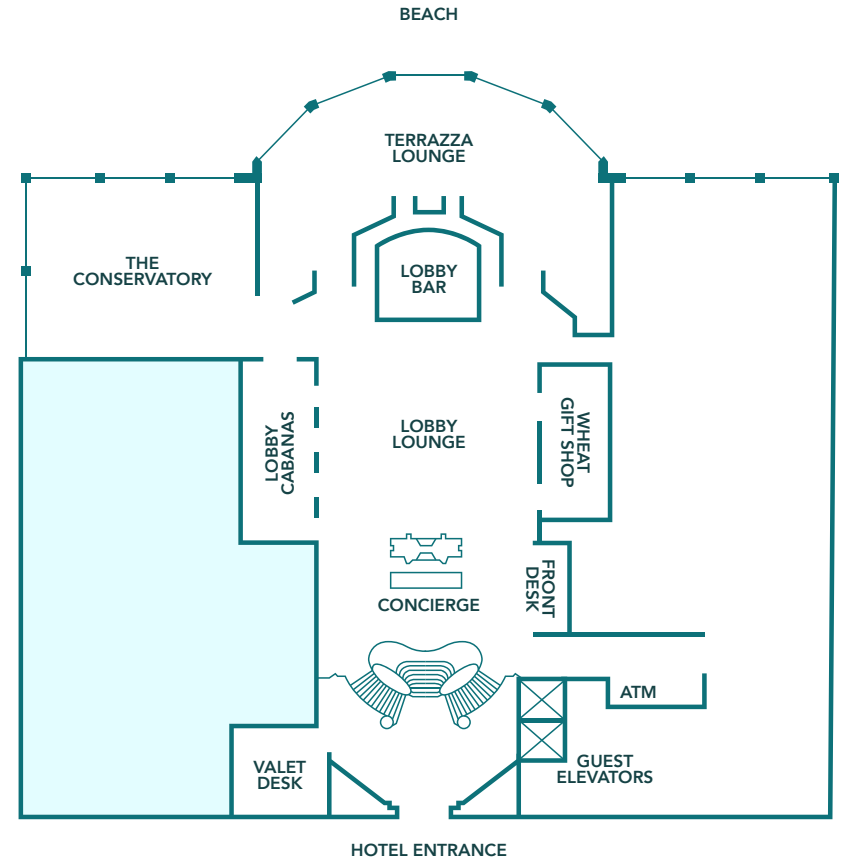 BEACH
TERRAZZA
LOUNGE
THE
CONSERVATORY
LOBBY
BAR
LOBBY
CABANAS
LOBBY
LOUNGE
WHEAT
GIFT SHOP
CONCIERGE
FRONT
DESK
ATM
VALET
DESK
GUEST
ELEVATORS
HOTEL ENTRANCE